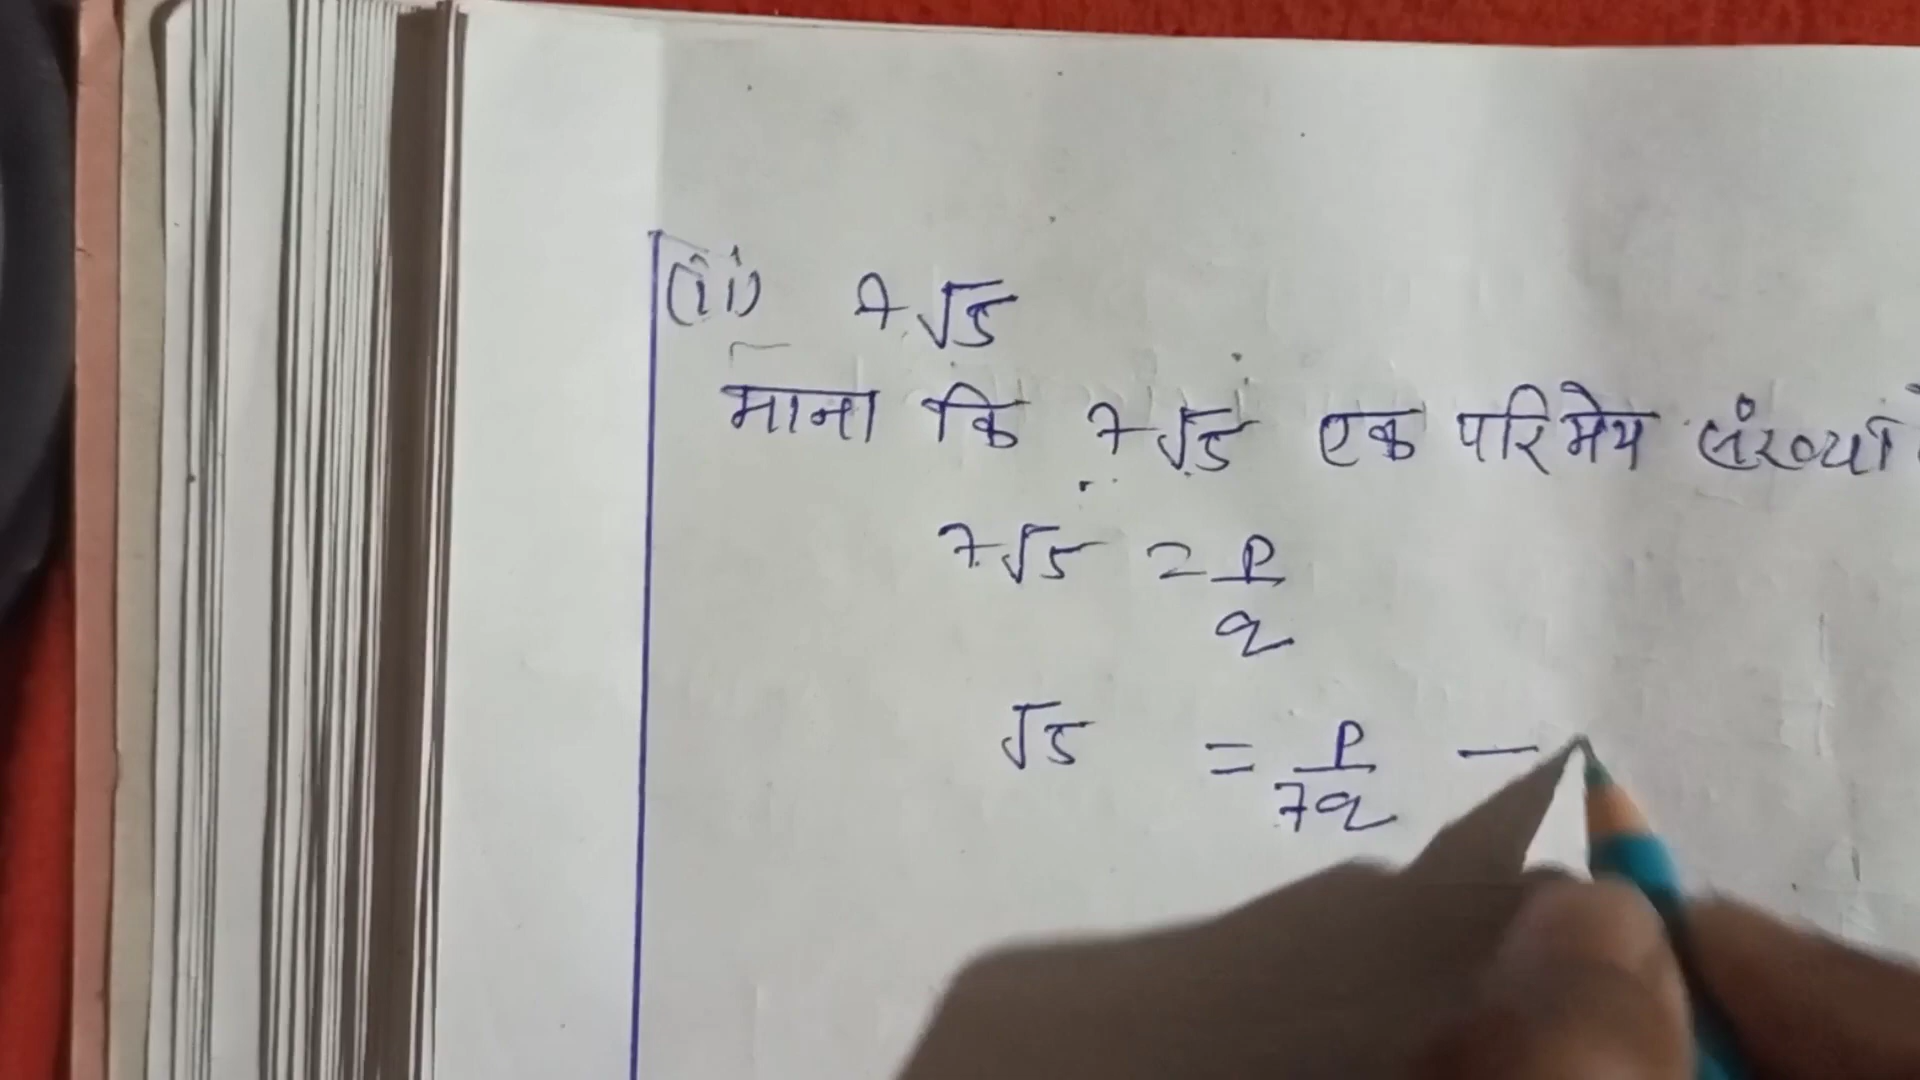 (ii) 7√5
माना कि 7√5 एक परिमेय संख्या
7√5 = p/q
√5 = p/7q —